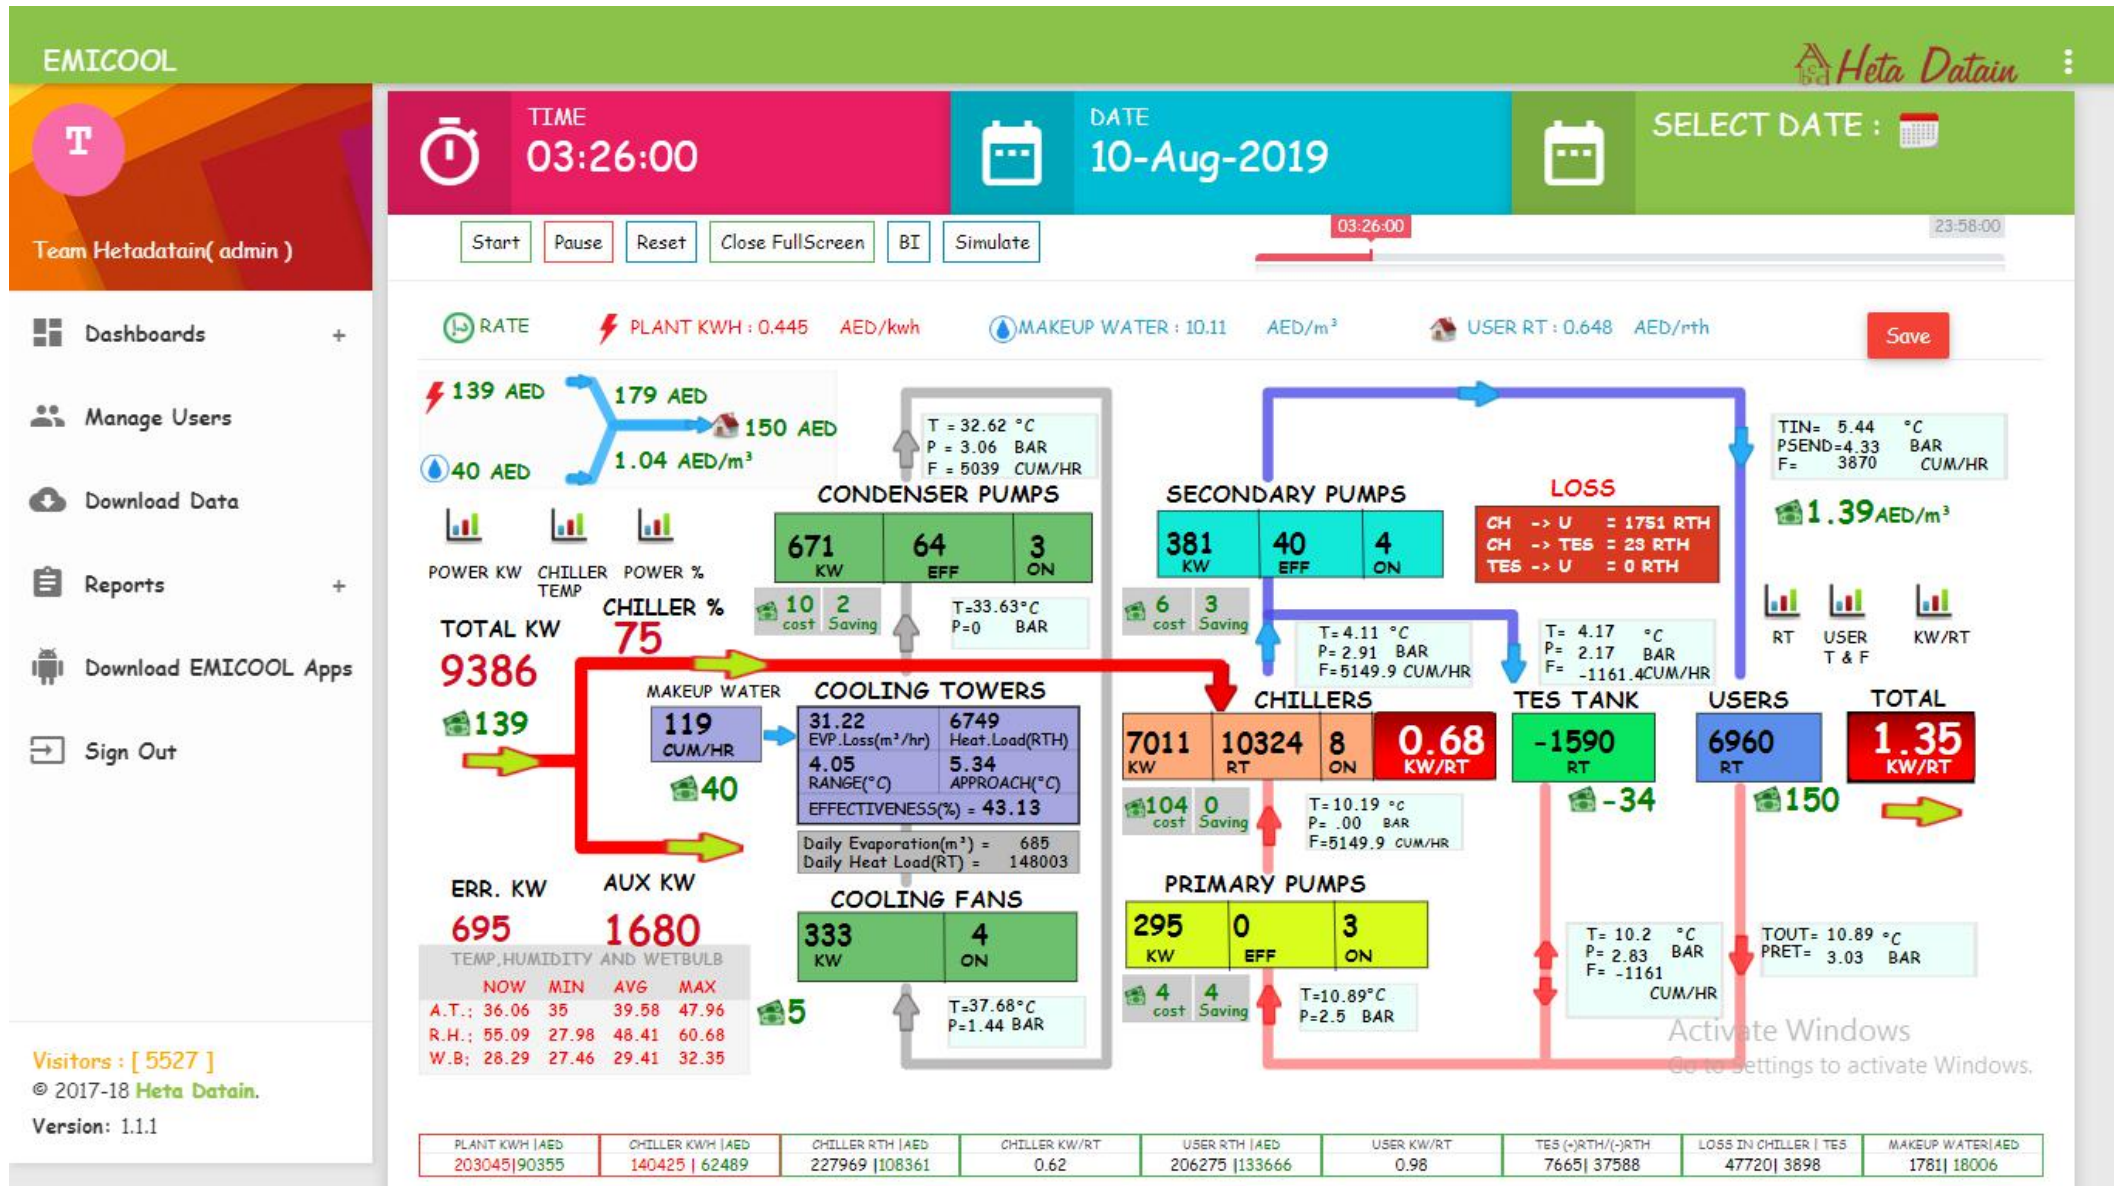 EMICOOL
Heta Datain
T
Team Hetadatain( admin )
Dashboards +
Manage Users
Download Data
Reports +
Download EMICOOL Apps
Sign Out
Visitors : [ 5527 ]
© 2017-18 Heta Datain.
Version: 1.1.1
TIME
03:26:00
DATE
10-Aug-2019
SELECT DATE :
Start Pause Reset Close FullScreen BI Simulate
03:26:00 23:58:00
RATE PLANT KWH : 0.445 AED/kwh MAKEUP WATER : 10.11 AED/m³ USER RT : 0.648 AED/rth Save
139 AED
179 AED
150 AED
1.04 AED/m³
40 AED
POWER KW
CHILLER TEMP
POWER %
T = 32.62 °C
P = 3.06 BAR
F = 5039 CUM/HR
CONDENSER PUMPS
671 KW 64 EFF 3 ON
10 cost 2 Saving
T=33.63°C
P=0 BAR
SECONDARY PUMPS
381 KW 40 EFF 4 ON
6 cost 3 Saving
LOSS
CH -> U = 1751 RTH
CH -> TES = 23 RTH
TES -> U = 0 RTH
TIN= 5.44 °C
PSEND=4.33 BAR
F= 3870 CUM/HR
1.39AED/m³
RT
USER T & F
KW/RT
T=4.11 °C
P= 2.91 BAR
F=5149.9 CUM/HR
T= 4.17 °C
P= 2.17 BAR
F= -1161.4CUM/HR
TOTAL KW
9386
139
CHILLER %
75
MAKEUP WATER
119
CUM/HR
40
COOLING TOWERS
31.22 6749
EVP.Loss(m³/hr) Heat.Load(RTH)
4.05 5.34
RANGE(°C) APPROACH(°C)
EFFECTIVENESS(%) = 43.13
Daily Evaporation(m³) = 685
Daily Heat Load(RT) = 148003
CHILLERS
7011 KW 10324 RT 8 ON 0.68 KW/RT
104 cost 0 Saving
T=10.19 °C
P= .00 BAR
F=5149.9 CUM/HR
TES TANK
-1590
RT
-34
USERS
6960
RT
150
TOTAL
1.35
KW/RT
ERR. KW
695
AUX KW
1680
COOLING FANS
333 KW 4 ON
5
T=37.68°C
P=1.44 BAR
PRIMARY PUMPS
295 KW 0 EFF 3 ON
4 cost 4 Saving
T=10.89°C
P=2.5 BAR
T= 10.2 °C
P= 2.83 BAR
F= -1161
CUM/HR
TOUT= 10.89 °C
PRET= 3.03 BAR
TEMP,HUMIDITY AND WETBULB
NOW MIN AVG MAX
A.T.; 36.06 35 39.58 47.96
R.H.; 55.09 27.98 48.41 60.68
W.B; 28.29 27.46 29.41 32.35
Activate Windows
Go to Settings to activate Windows.
PLANT KWH |AED CHILLER KWH |AED CHILLER RTH |AED CHILLER KW/RT USER RTH |AED USER KW/RT TES (+)RTH/(-)RTH LOSS IN CHILLER | TES MAKEUP WATER|AED
203045|90355 140425 | 62489 227969 |108361 0.62 206275 |133666 0.98 7665| 37588 47720| 3898 1781| 18006